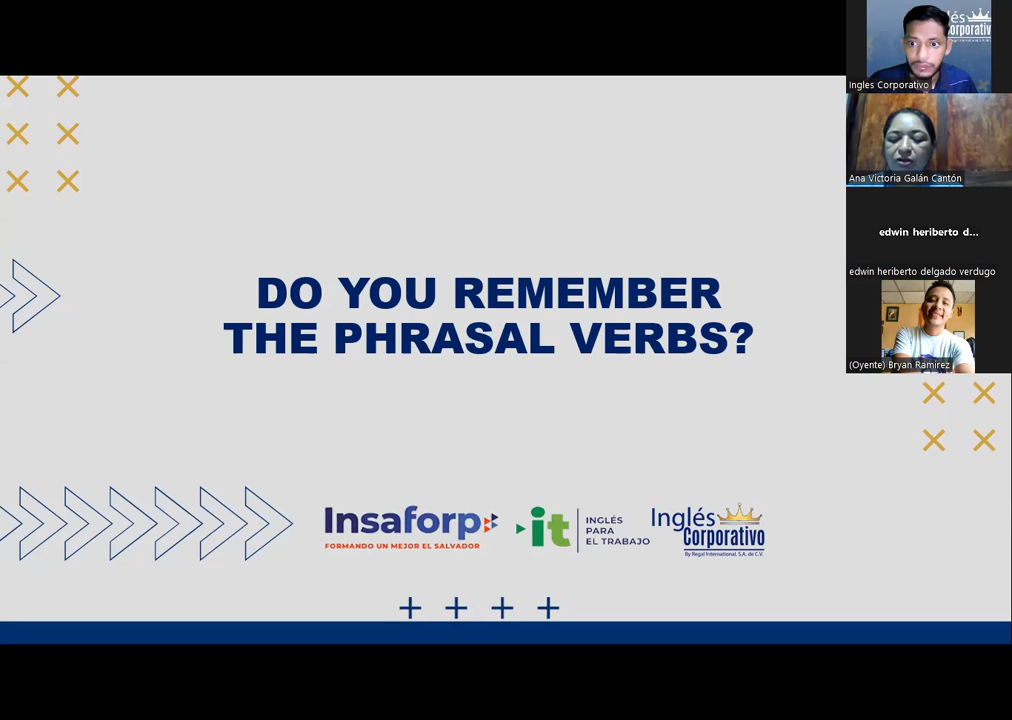 DO YOU REMEMBER
THE PHRASAL VERBS?
Insaforp
FORMANDO UN MEJOR EL SALVADOR
it
INGLÉS
PARA
EL TRABAJO
Inglés
Corporativo
By Regal International, S.A. de C.V.
lés
orporativ
Ingles Corporativo
Ana Victoria Galán Cantón
edwin heriberto d...
edwin heriberto delgado verdugo
(Oyente) Bryan Ramirez